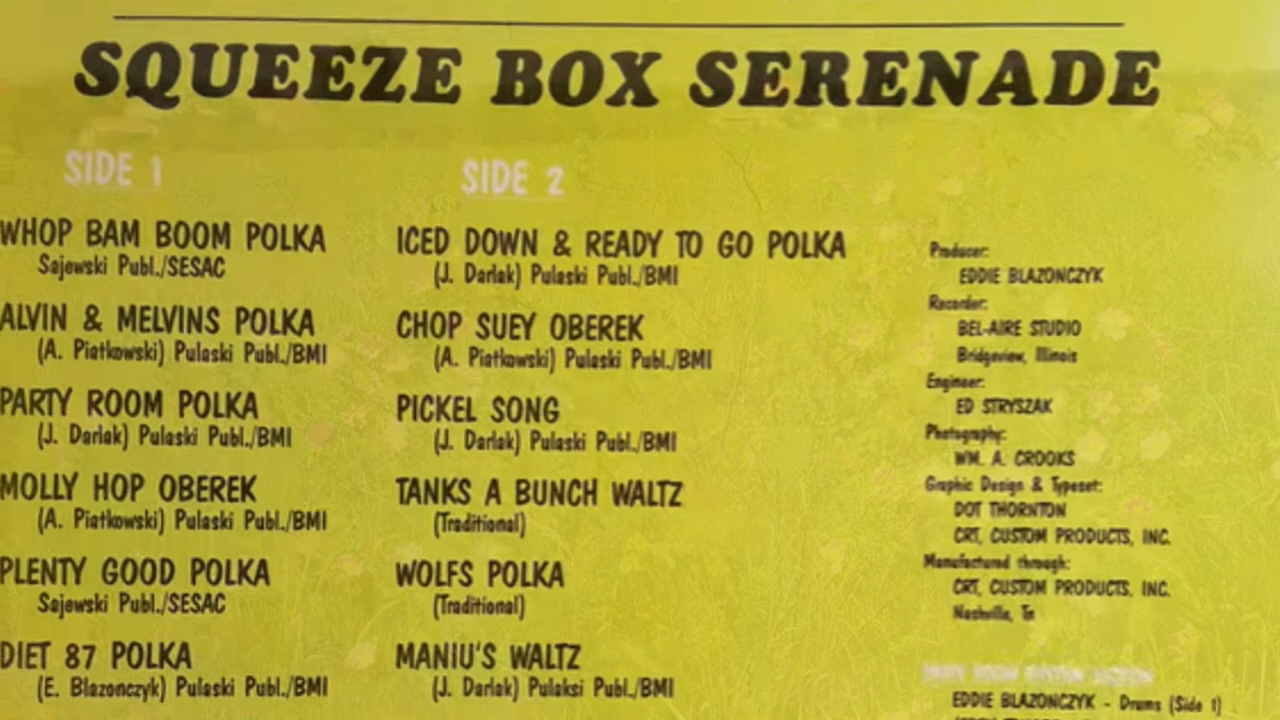 SQUEEZE BOX SERENADE
SIDE 1
WHOP BAM BOOM POLKA
Sajewski Publ./SESAC
ALVIN & MELVINS POLKA
(A. Piatkowski) Pulaski Publ./BMI
PARTY ROOM POLKA
(J. Darlak) Pulaski Publ./BMI
MOLLY HOP OBEREK
(A. Piatkowski) Pulaski Publ./BMI
PLENTY GOOD POLKA
Sajewski Publ./SESAC
DIET 87 POLKA
(E. Blazonczyk) Pulaski Publ./BMI
SIDE 2
ICED DOWN & READY TO GO POLKA
(J. Darlak) Pulaski Publ./BMI
CHOP SUEY OBEREK
(A. Piatkowski) Pulaski Publ./BMI
PICKEL SONG
(J. Darlak) Pulaski Publ./BMI
TANKS A BUNCH WALTZ
(Traditional)
WOLFS POLKA
(Traditional)
MANIU'S WALTZ
(J. Darlak) Pulaksi Publ./BMI
Producer:
EDDIE BLAZONCZYK
Recorder:
BEL-AIRE STUDIO
Bridgeview, Illinois
Engineer:
ED STRYSZAK
Photography:
WM. A. CROOKS
Graphic Design & Typeset:
DOT THORNTON
CRT, CUSTOM PRODUCTS, INC.
Manufactured through:
CRT, CUSTOM PRODUCTS, INC.
Nashville, Tn
EDDIE BLAZONCZYK - Drums (Side 1)